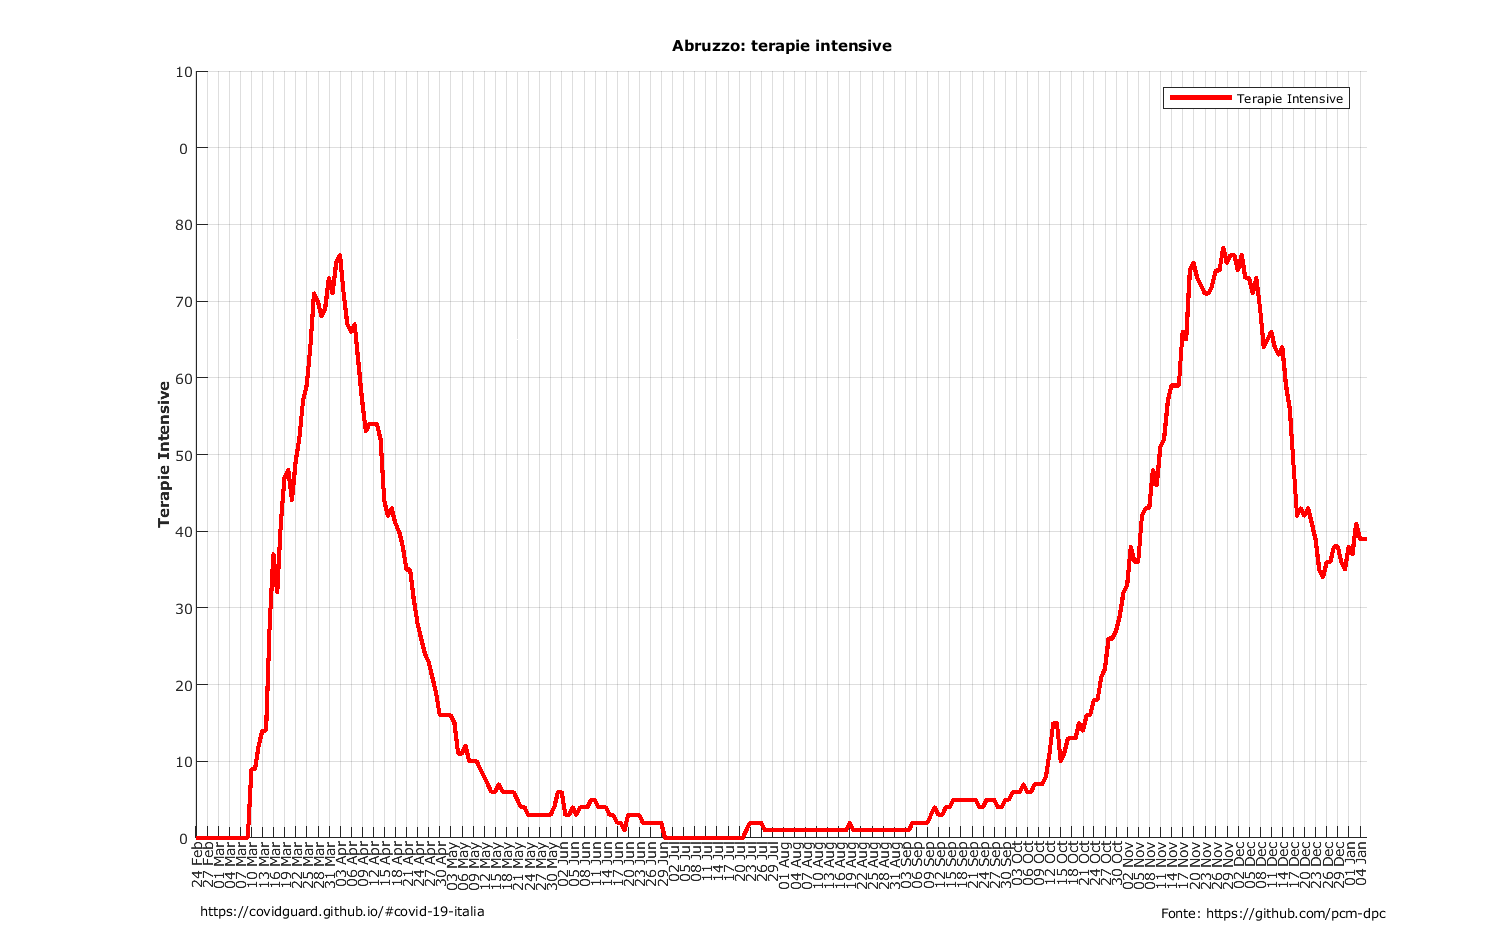 Abruzzo: terapie intensive
Terapie Intensive
Terapie Intensive
10
0
80
70
60
50
40
30
20
10
0
24 Feb
27 Feb
01 Mar
04 Mar
07 Mar
10 Mar
13 Mar
16 Mar
19 Mar
22 Mar
25 Mar
28 Mar
31 Mar
03 Apr
06 Apr
09 Apr
12 Apr
15 Apr
18 Apr
21 Apr
24 Apr
27 Apr
30 Apr
03 May
06 May
09 May
12 May
15 May
18 May
21 May
24 May
27 May
30 May
02 Jun
05 Jun
08 Jun
11 Jun
14 Jun
17 Jun
20 Jun
23 Jun
26 Jun
29 Jun
02 Jul
05 Jul
08 Jul
11 Jul
14 Jul
17 Jul
20 Jul
23 Jul
26 Jul
29 Jul
01 Aug
04 Aug
07 Aug
10 Aug
13 Aug
16 Aug
19 Aug
22 Aug
25 Aug
28 Aug
31 Aug
03 Sep
06 Sep
09 Sep
12 Sep
15 Sep
18 Sep
21 Sep
24 Sep
27 Sep
30 Sep
03 Oct
06 Oct
09 Oct
12 Oct
15 Oct
18 Oct
21 Oct
24 Oct
27 Oct
30 Oct
02 Nov
05 Nov
08 Nov
11 Nov
14 Nov
17 Nov
20 Nov
23 Nov
26 Nov
29 Nov
02 Dec
05 Dec
08 Dec
11 Dec
14 Dec
17 Dec
20 Dec
23 Dec
26 Dec
29 Dec
01 Jan
04 Jan
https://covidguard.github.io/#covid-19-italia
Fonte: https://github.com/pcm-dpc